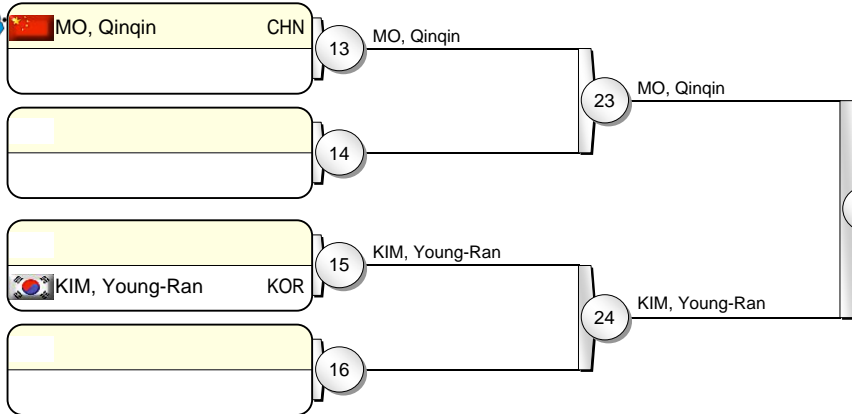 MO, Qinqin CHN
13
MO, Qinqin
23
MO, Qinqin
14
15
KIM, Young-Ran
KIM, Young-Ran KOR
24
KIM, Young-Ran
16